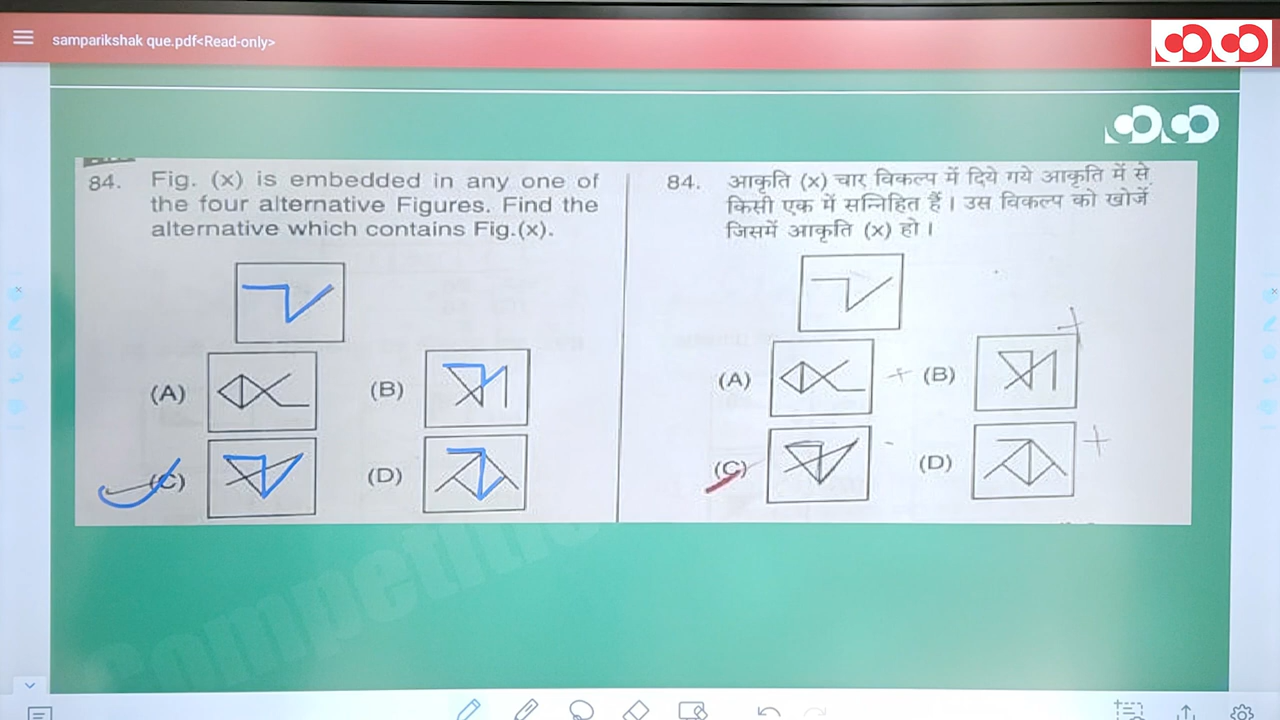 samparikshak que.pdf<Read-only>
84. Fig. (x) is embedded in any one of
the four alternative Figures. Find the
alternative which contains Fig.(x).
(A)
(B)
(C)
(D)
84. आकृति (x) चार विकल्प में दिये गये आकृति में से
किसी एक में सन्निहित हैं। उस विकल्प को खोजें
जिसमें आकृति (x) हो।
(A)
(B)
(C)
(D)